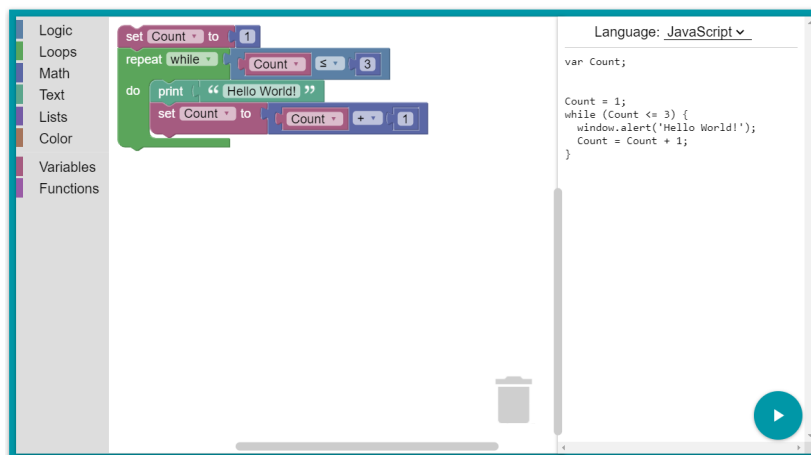 Logic
Loops
Math
Text
Lists
Color
Variables
Functions
set Count to 1
repeat while Count ≤ 3
do print “ Hello World! ”
set Count to Count + 1
Language: JavaScript
var Count;
Count = 1;
while (Count <= 3) {
  window.alert('Hello World!');
  Count = Count + 1;
}